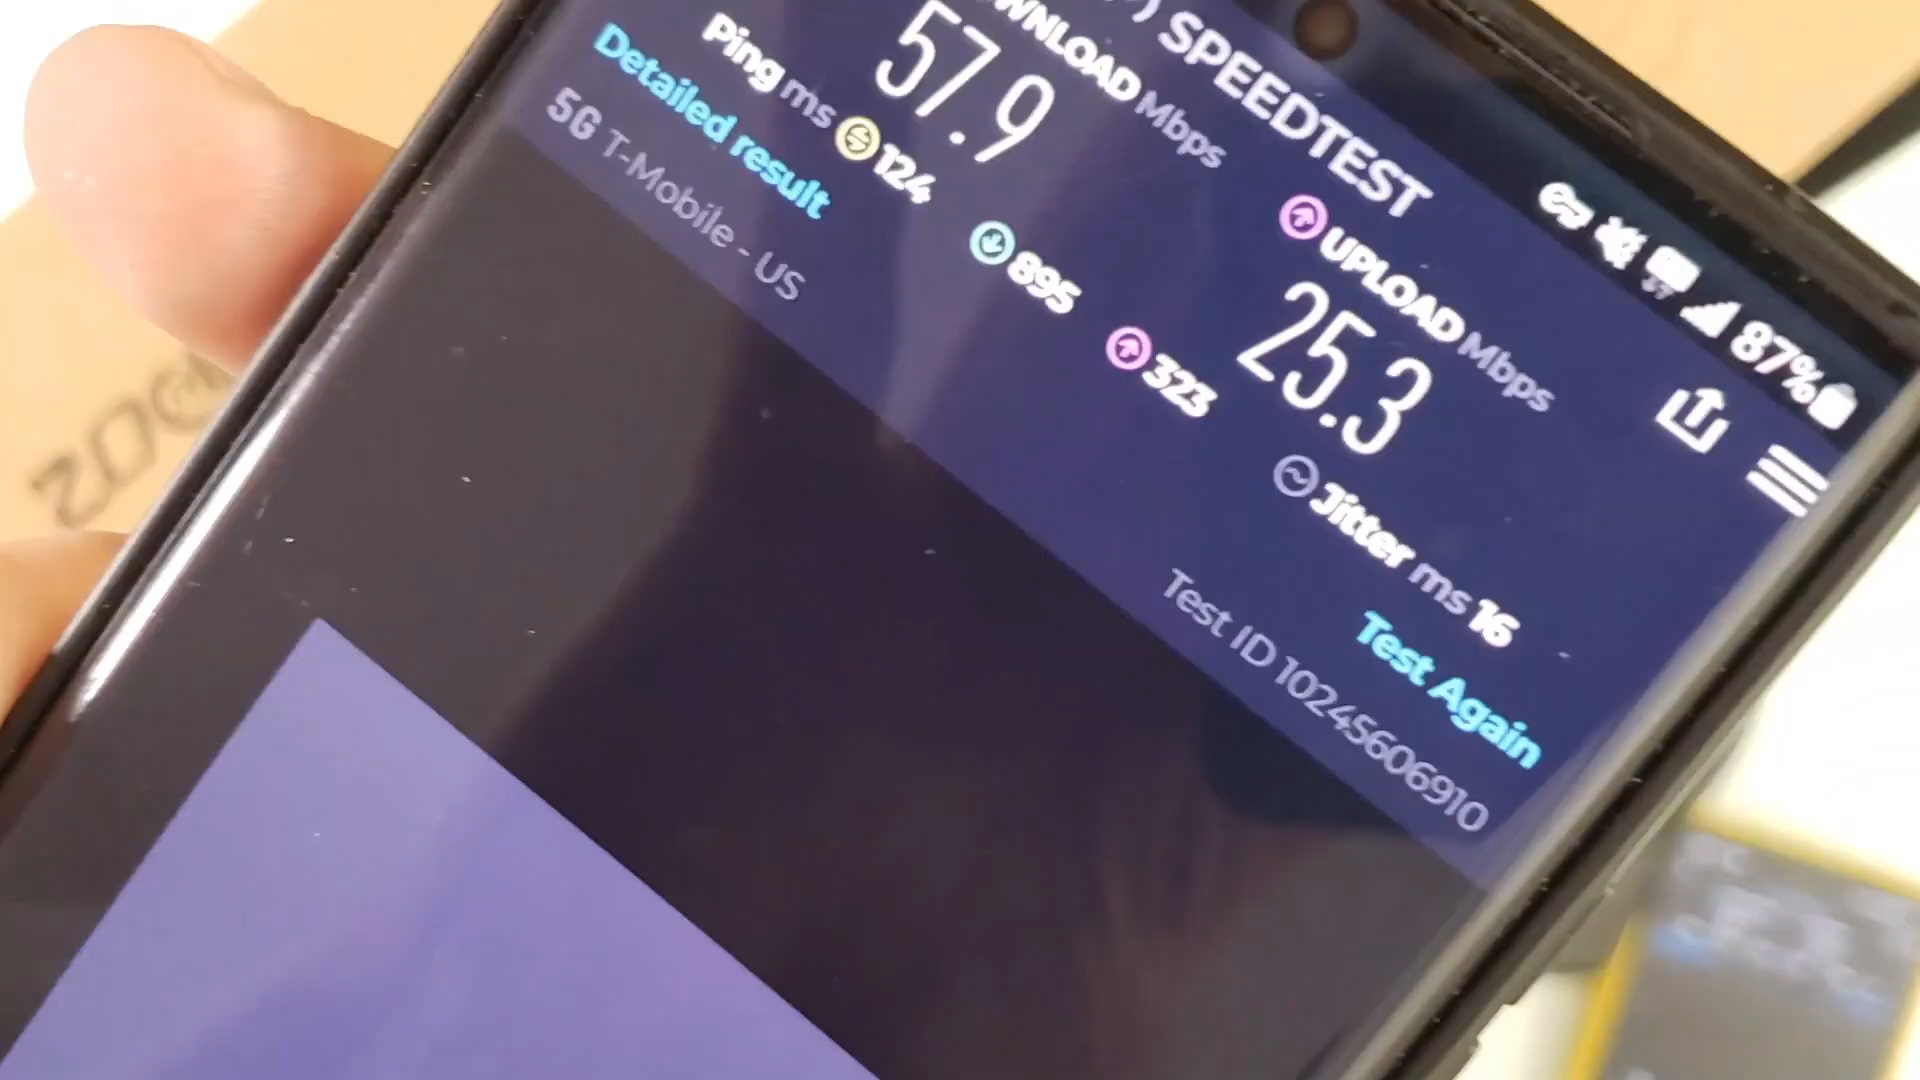 87%
SPEEDTEST
DOWNLOAD Mbps
57.9
UPLOAD Mbps
25.3
Ping ms 124 895 323 Jitter ms 16
Detailed result
Test Again
5G T-Mobile - US
Test ID 10245606910